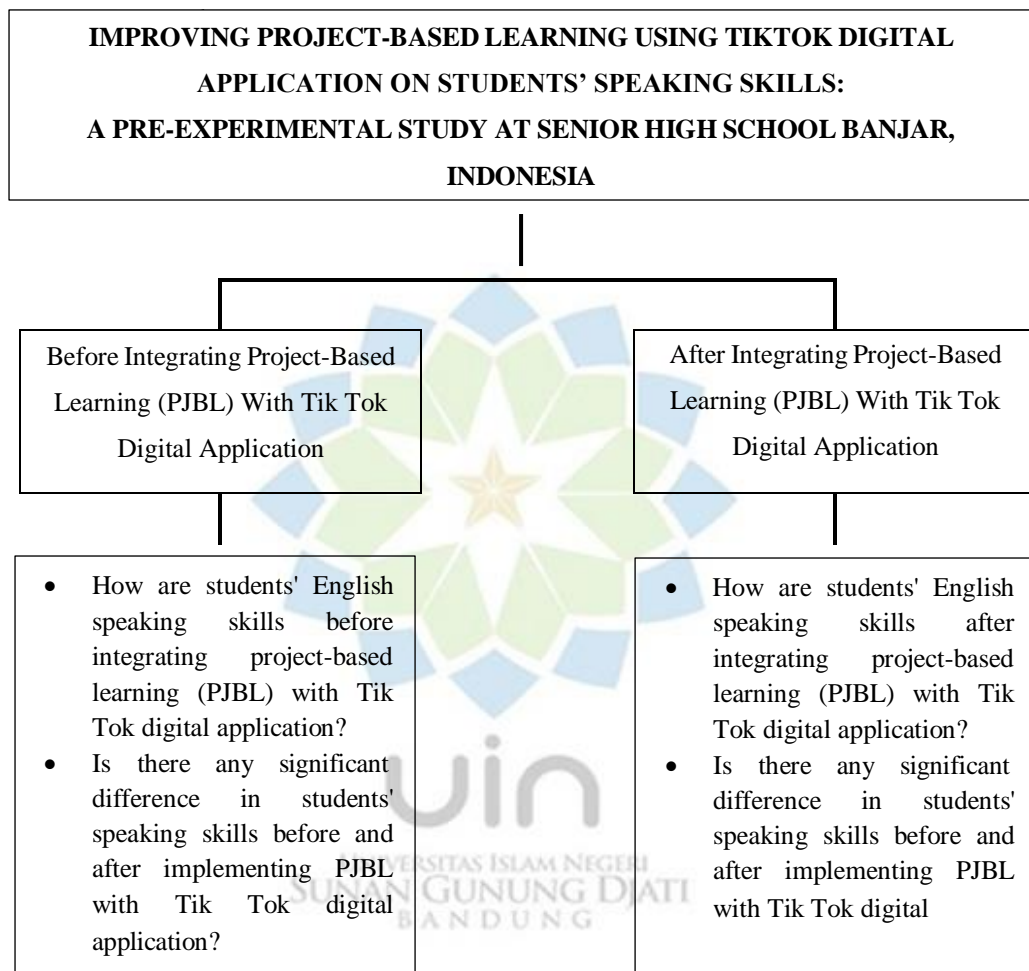 IMPROVING PROJECT-BASED LEARNING USING TIKTOK DIGITAL
APPLICATION ON STUDENTS' SPEAKING SKILLS:
A PRE-EXPERIMENTAL STUDY AT SENIOR HIGH SCHOOL BANJAR,
INDONESIA
Before Integrating Project-Based
Learning (PJBL) With Tik Tok
Digital Application
After Integrating Project-Based
Learning (PJBL) With Tik Tok
Digital Application
• How are students' English
speaking skills before
integrating project-based
learning (PJBL) with Tik
Tok digital application?
• Is there any significant
difference in students'
speaking skills before and
after implementing PJBL
with Tik Tok digital
application?
• How are students' English
speaking skills after
integrating project-based
learning (PJBL) with Tik
Tok digital application?
• Is there any significant
difference in students'
speaking skills before and
after implementing PJBL
with Tik Tok digital
uin
UNIVERSITAS ISLAM NEGERI
SUNAN GUNUNG DJATI
BANDUNG